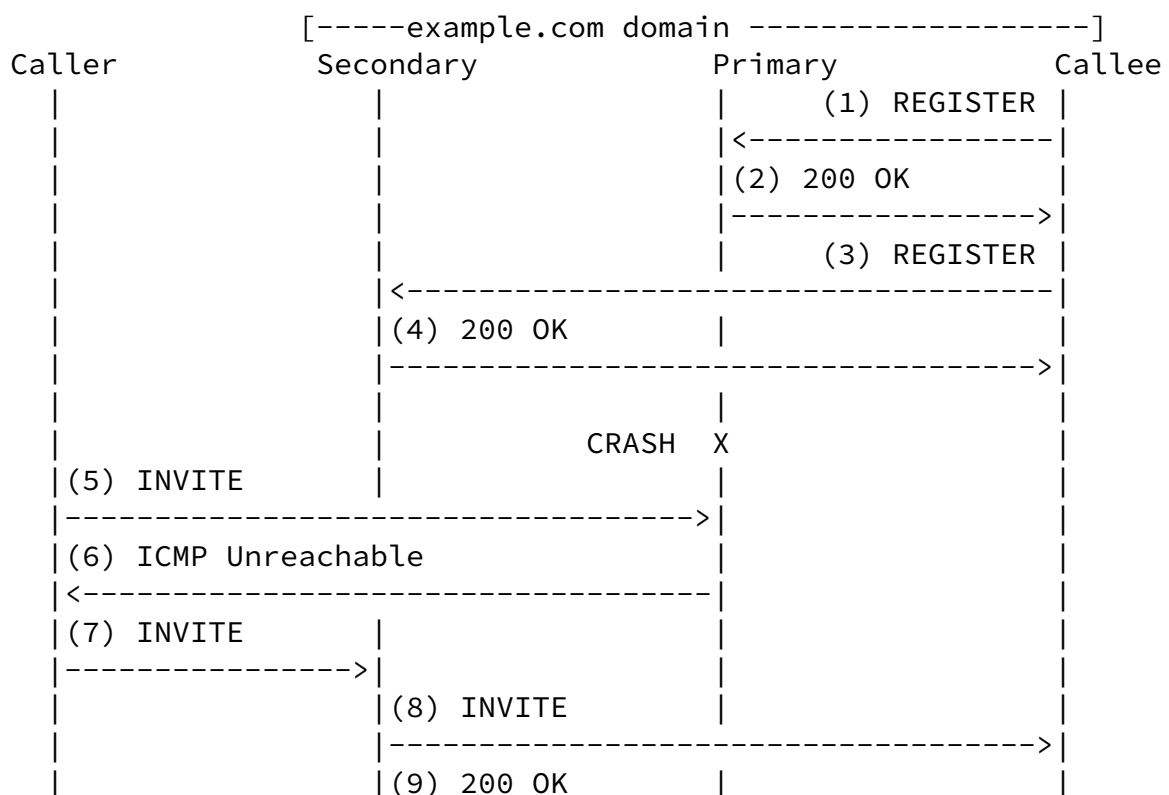 [-----example.com domain -------------------]
Caller Secondary Primary Callee
| | | (1) REGISTER |
| | |<-----------------|
| | |(2) 200 OK |
| | |----------------->|
| | | (3) REGISTER |
| |<------------------------------------|
| |(4) 200 OK | |
| |------------------------------------>|
| | | |
| | CRASH X |
|(5) INVITE | | |
|----------------------------------->| |
|(6) ICMP Unreachable | |
|<-----------------------------------| |
|(7) INVITE | | |
|---------------->| | |
| |(8) INVITE | |
| |------------------------------------>|
| |(9) 200 OK | |